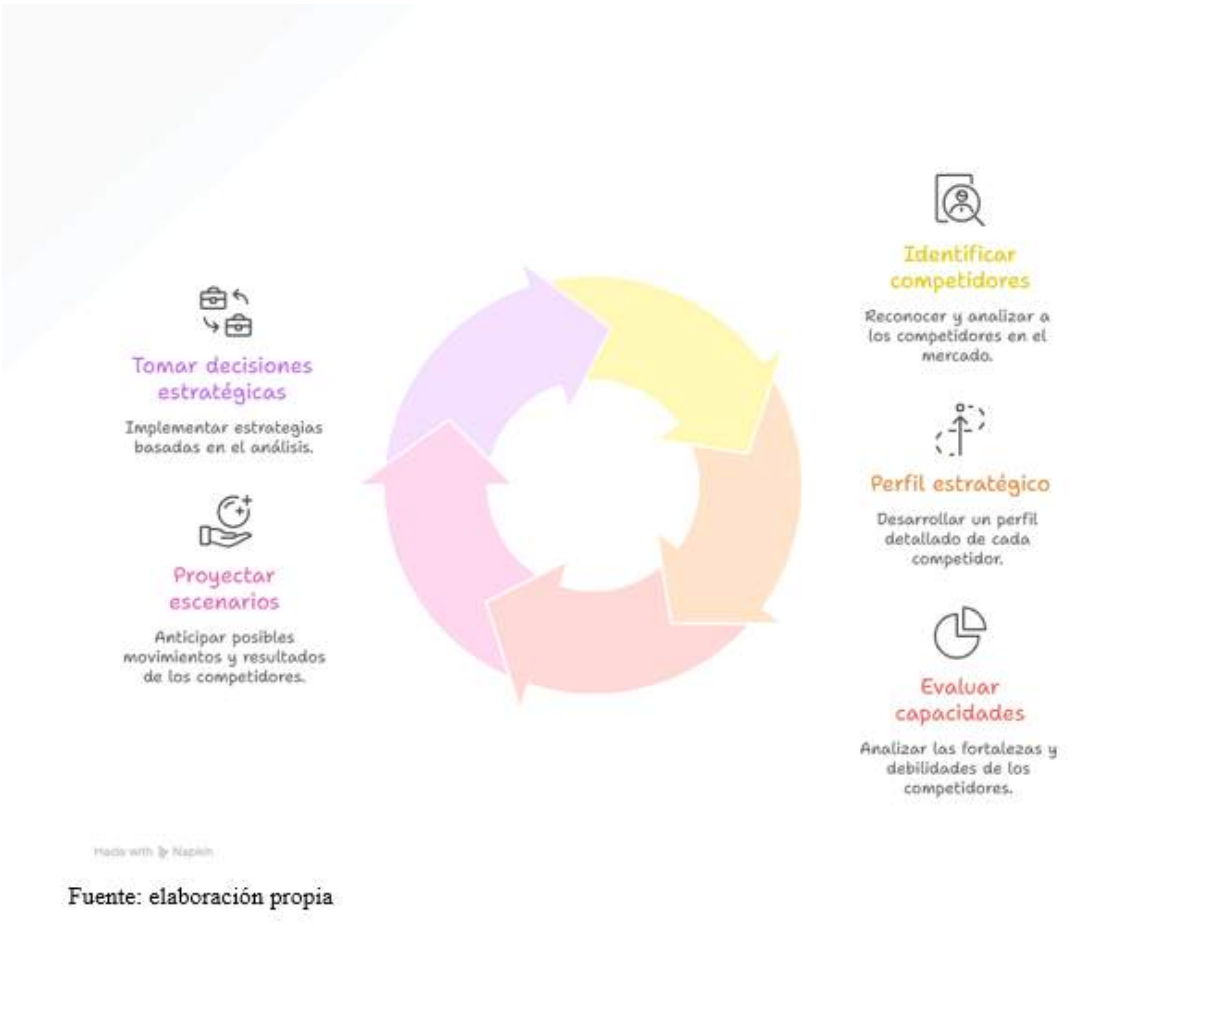 Identificar
competidores
Reconocer y analizar a
los competidores en el
mercado.
Perfil estratégico
Desarrollar un perfil
detallado de cada
competidor.
Evaluar
capacidades
Analizar las fortalezas y
debilidades de los
competidores.
Proyectar
escenarios
Anticipar posibles
movimientos y resultados
de los competidores.
Tomar decisiones
estratégicas
Implementar estrategias
basadas en el análisis.
Made with Napkin
Fuente: elaboración propia